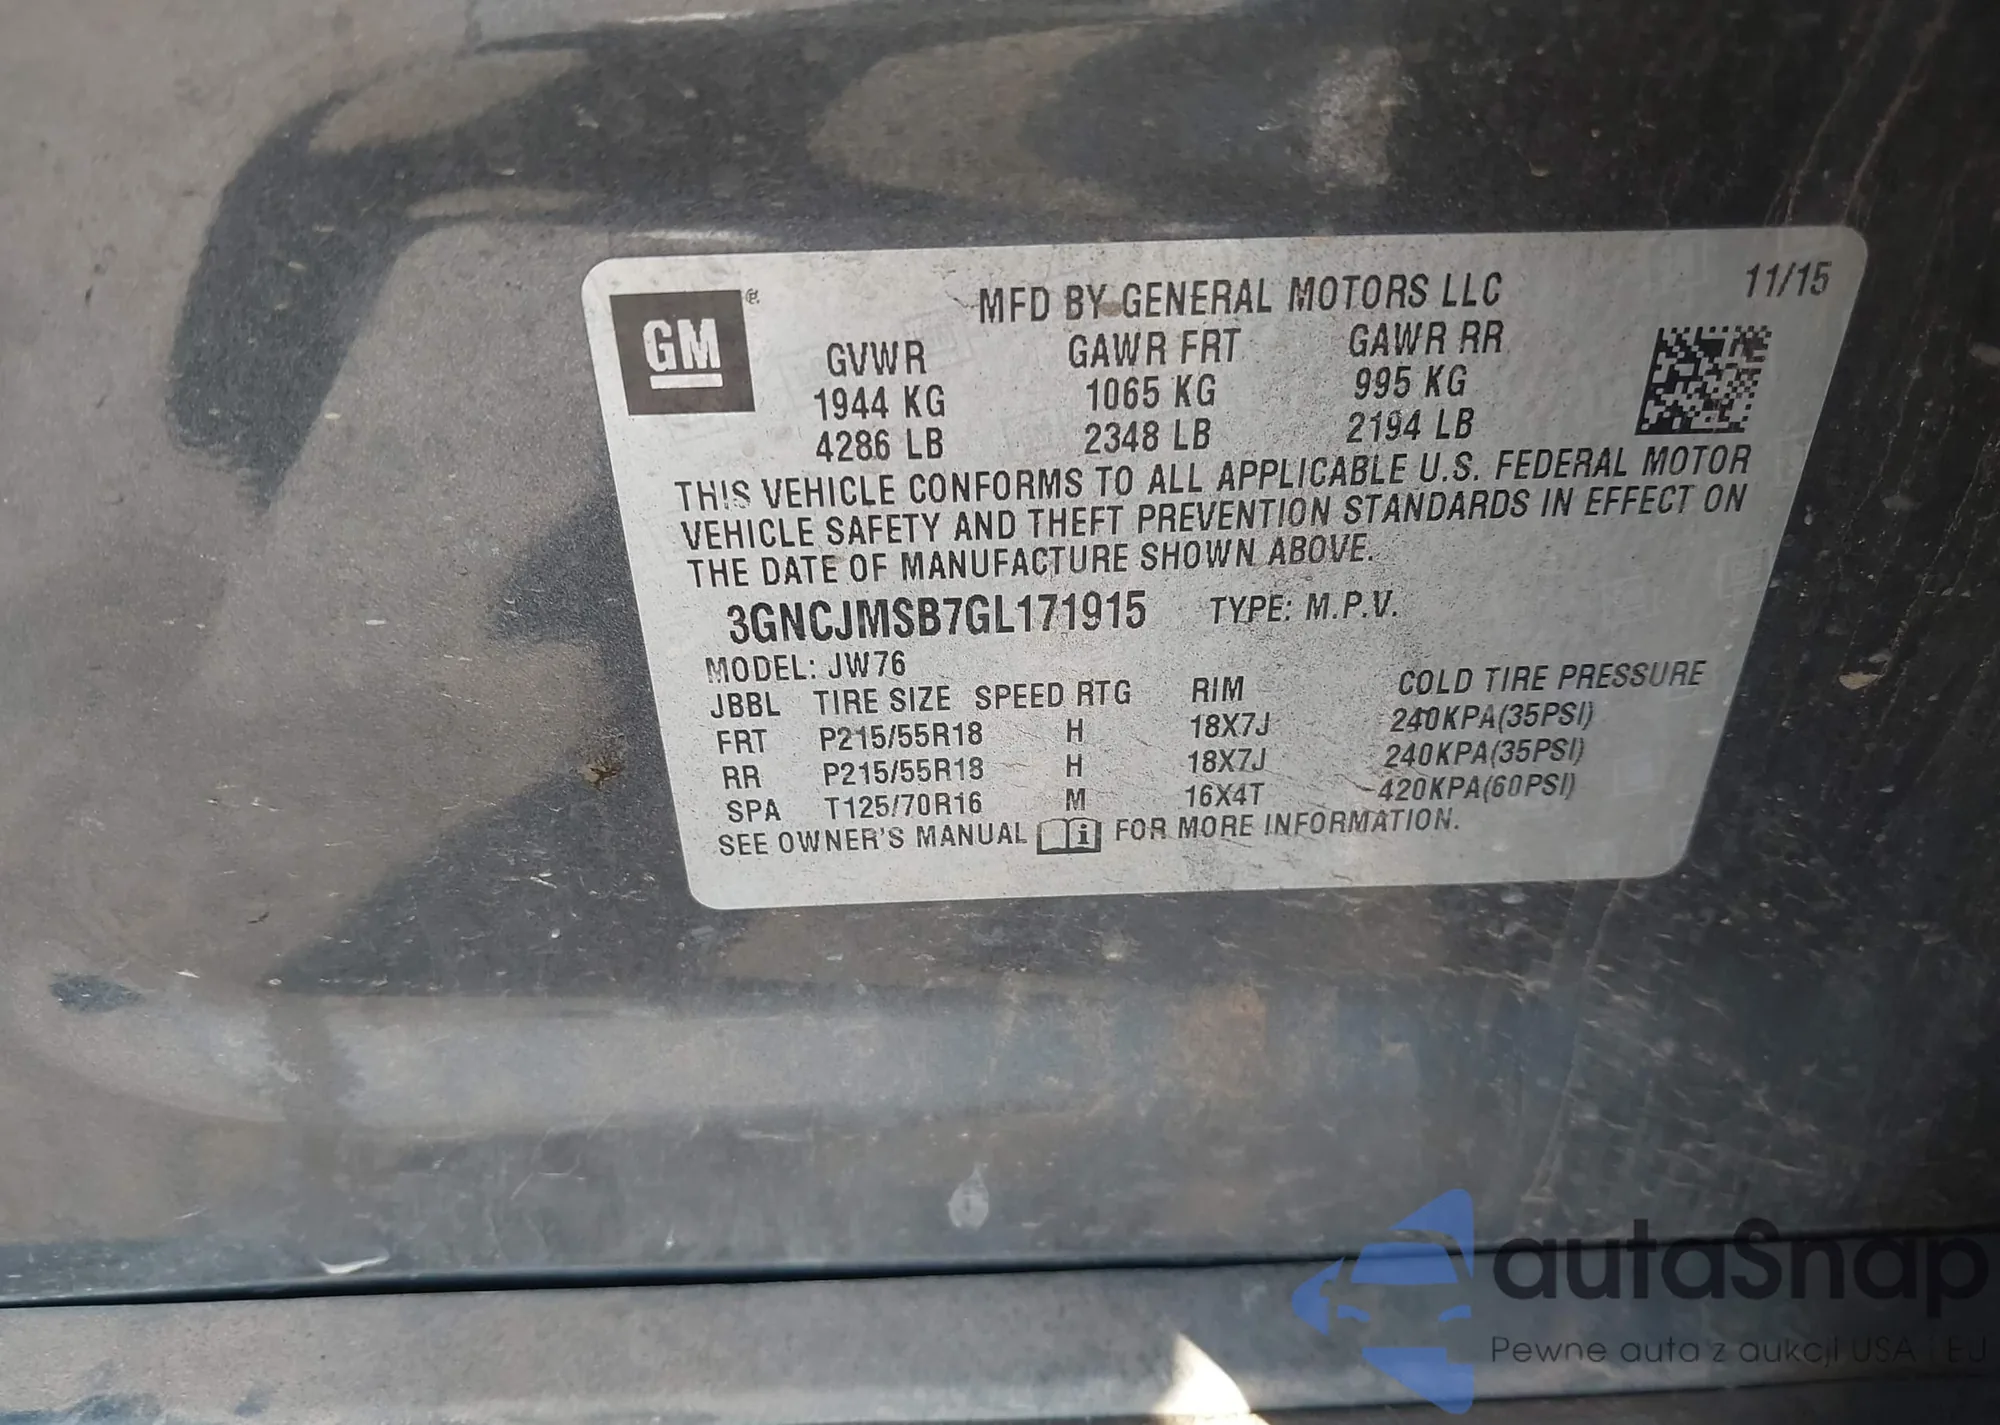 GM
MFD BY GENERAL MOTORS LLC 11/15
GVWR GAWR FRT GAWR RR
1944 KG 1065 KG 995 KG
4286 LB 2348 LB 2194 LB
THIS VEHICLE CONFORMS TO ALL APPLICABLE U.S. FEDERAL MOTOR
VEHICLE SAFETY AND THEFT PREVENTION STANDARDS IN EFFECT ON
THE DATE OF MANUFACTURE SHOWN ABOVE.
3GNCJMSB7GL171915 TYPE: M.P.V.
MODEL: JW76
JBBL TIRE SIZE SPEED RTG RIM COLD TIRE PRESSURE
FRT P215/55R18 H 18X7J 240KPA(35PSI)
RR P215/55R18 H 18X7J 240KPA(35PSI)
SPA T125/70R16 M 16X4T 420KPA(60PSI)
SEE OWNER'S MANUAL i FOR MORE INFORMATION.
autaSnap
Pewne auta z aukcji USA i EU